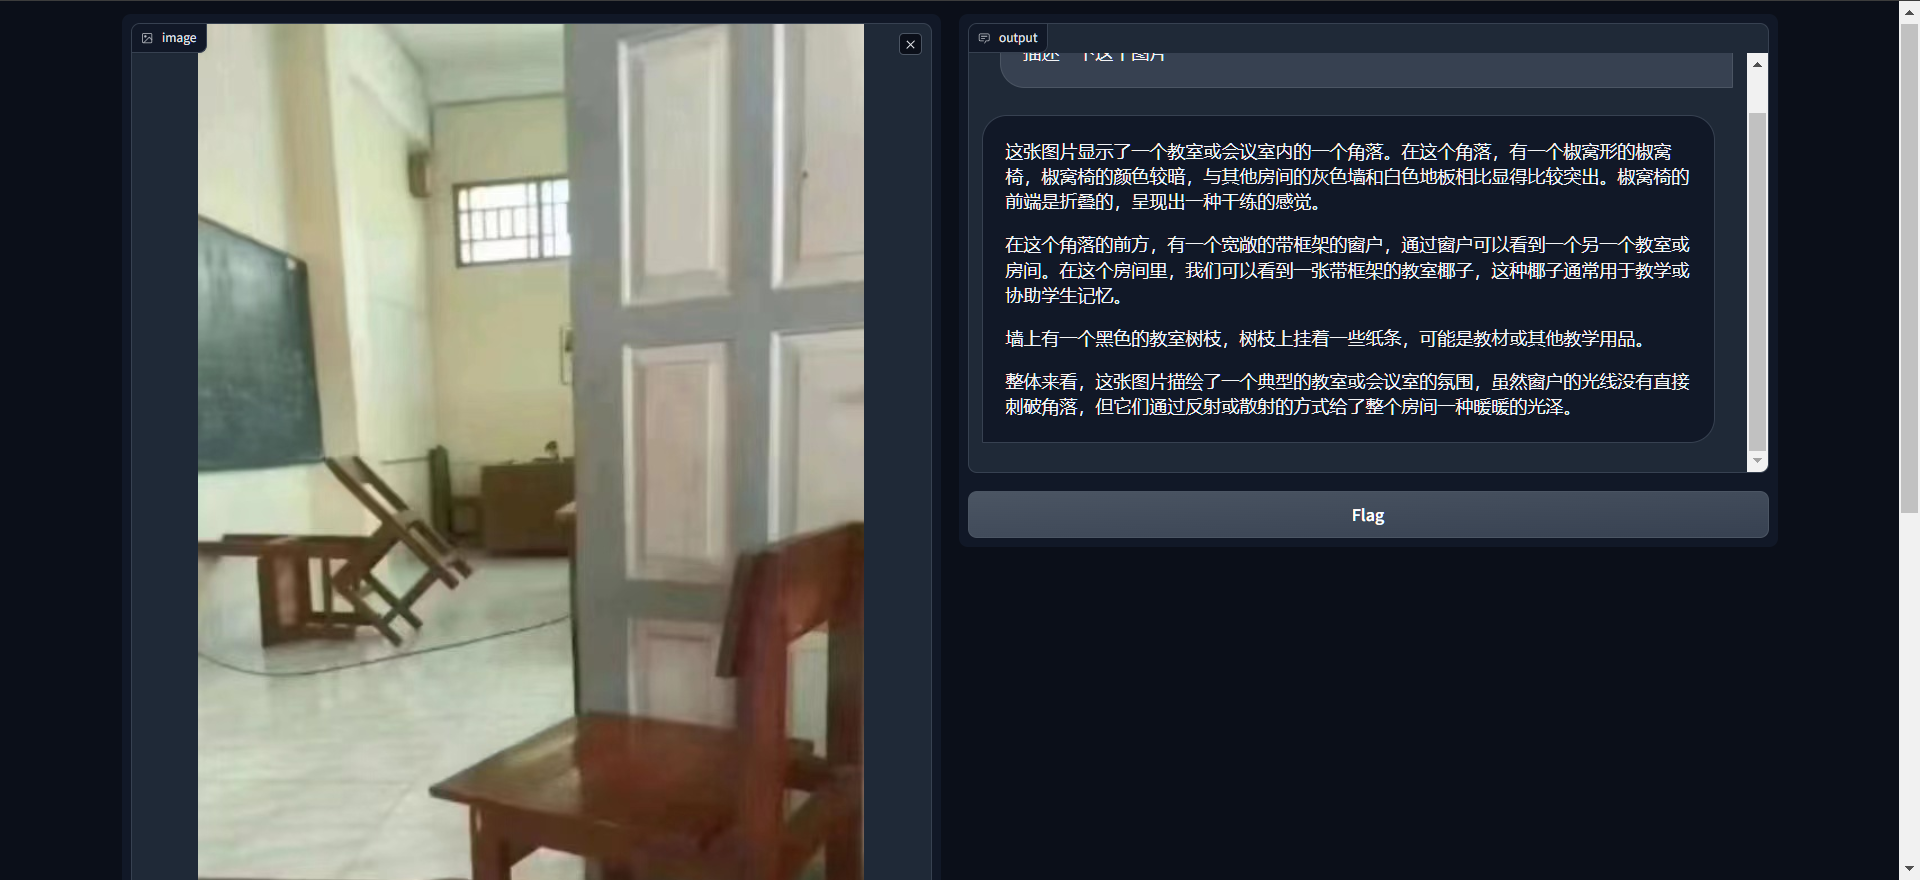 image
output
描述一下这个图片
这张图片显示了一个教室或会议室内的一个角落。在这个角落，有一个椒窝形的椒窝
椅，椒窝椅的颜色较暗，与其他房间的灰色墙和白色地板相比显得比较突出。椒窝椅的
前端是折叠的，呈现出一种干练的感觉。
在这个角落的前方，有一个宽敞的带框架的窗户，通过窗户可以看到一个另一个教室或
房间。在这个房间里，我们可以看到一张带框架的教室椰子，这种椰子通常用于教学或
协助学生记忆。
墙上有一个黑色的教室树枝，树枝上挂着一些纸条，可能是教材或其他教学用品。
整体来看，这张图片描绘了一个典型的教室或会议室的氛围，虽然窗户的光线没有直接
刺破角落，但它们通过反射或散射的方式给了整个房间一种暖暖的光泽。
Flag